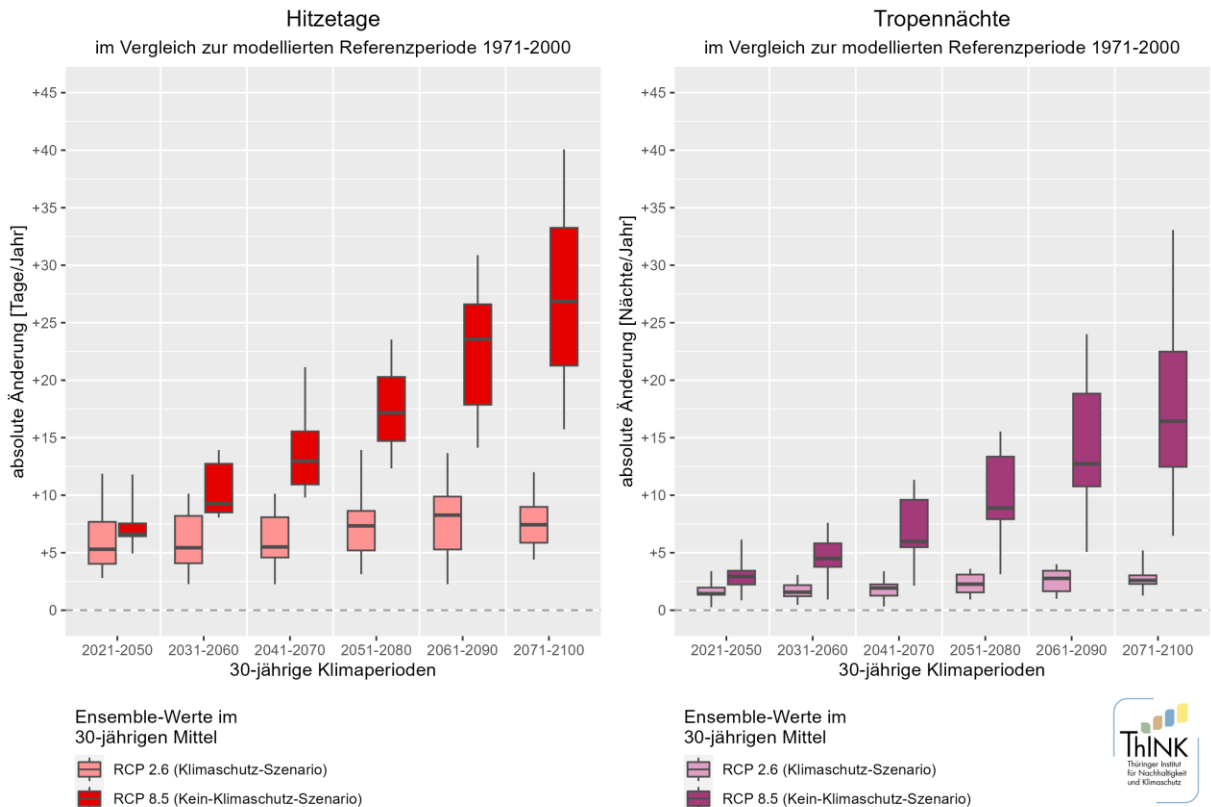 Hitzetage
im Vergleich zur modellierten Referenzperiode 1971-2000
absolute Änderung [Tage/Jahr]
+45
+40
+35
+30
+25
+20
+15
+10
+5
0
2021-2050 2031-2060 2041-2070 2051-2080 2061-2090 2071-2100
30-jährige Klimaperioden
Ensemble-Werte im
30-jährigen Mittel
RCP 2.6 (Klimaschutz-Szenario)
RCP 8.5 (Kein-Klimaschutz-Szenario)
Tropennächte
im Vergleich zur modellierten Referenzperiode 1971-2000
absolute Änderung [Nächte/Jahr]
+45
+40
+35
+30
+25
+20
+15
+10
+5
0
2021-2050 2031-2060 2041-2070 2051-2080 2061-2090 2071-2100
30-jährige Klimaperioden
Ensemble-Werte im
30-jährigen Mittel
RCP 2.6 (Klimaschutz-Szenario)
RCP 8.5 (Kein-Klimaschutz-Szenario)
ThINK
Thüringer Institut
für Nachhaltigkeit
und Klimaschutz